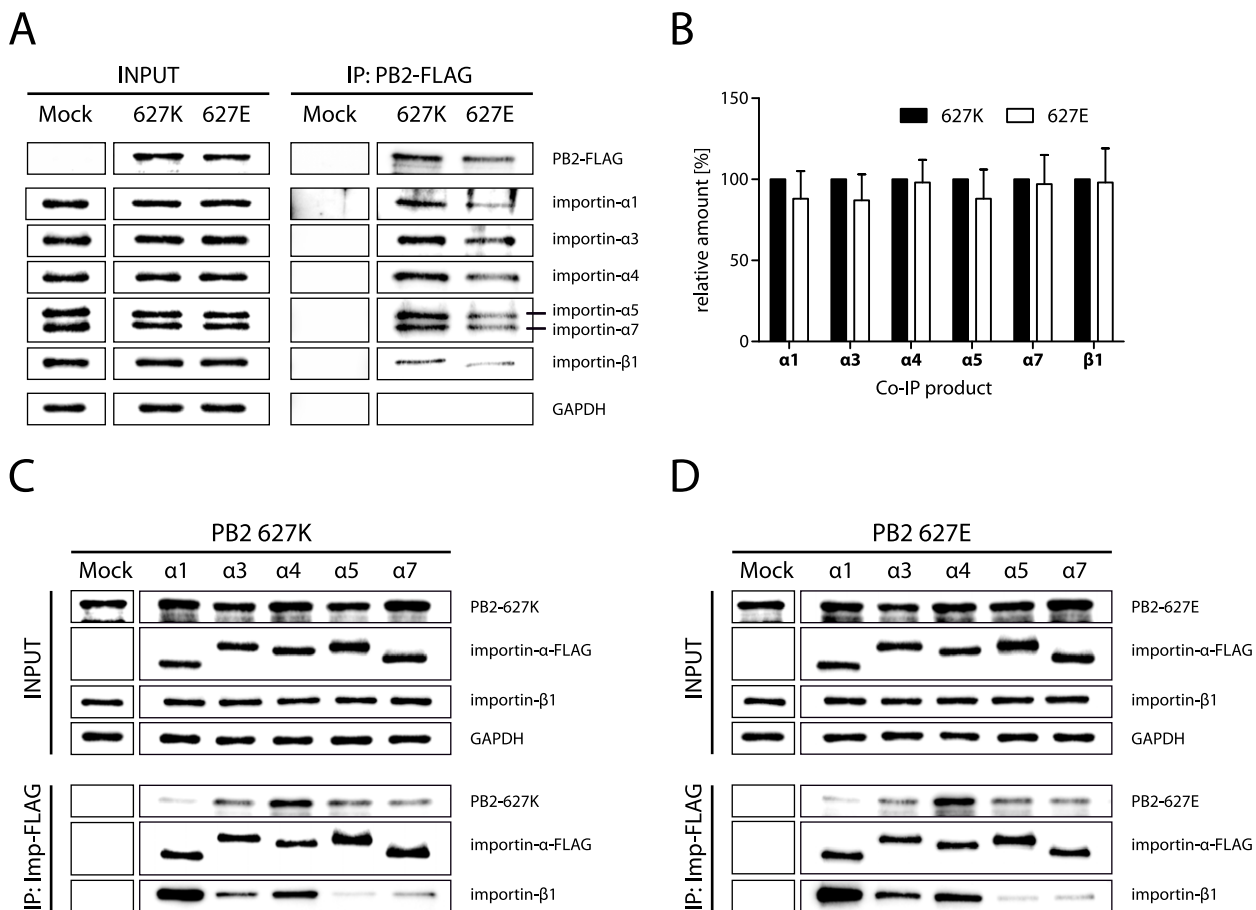 A
INPUT IP: PB2-FLAG
Mock 627K 627E Mock 627K 627E
PB2-FLAG
importin-α1
importin-α3
importin-α4
importin-α5
importin-α7
importin-β1
GAPDH
B
627K 627E
150
100
50
0
relative amount [%]
α1 α3 α4 α5 α7 β1
Co-IP product
C
PB2 627K
Mock α1 α3 α4 α5 α7
INPUT
PB2-627K
importin-α-FLAG
importin-β1
GAPDH
IP: Imp-FLAG
PB2-627K
importin-α-FLAG
importin-β1
D
PB2 627E
Mock α1 α3 α4 α5 α7
INPUT
PB2-627E
importin-α-FLAG
importin-β1
GAPDH
IP: Imp-FLAG
PB2-627E
importin-α-FLAG
importin-β1